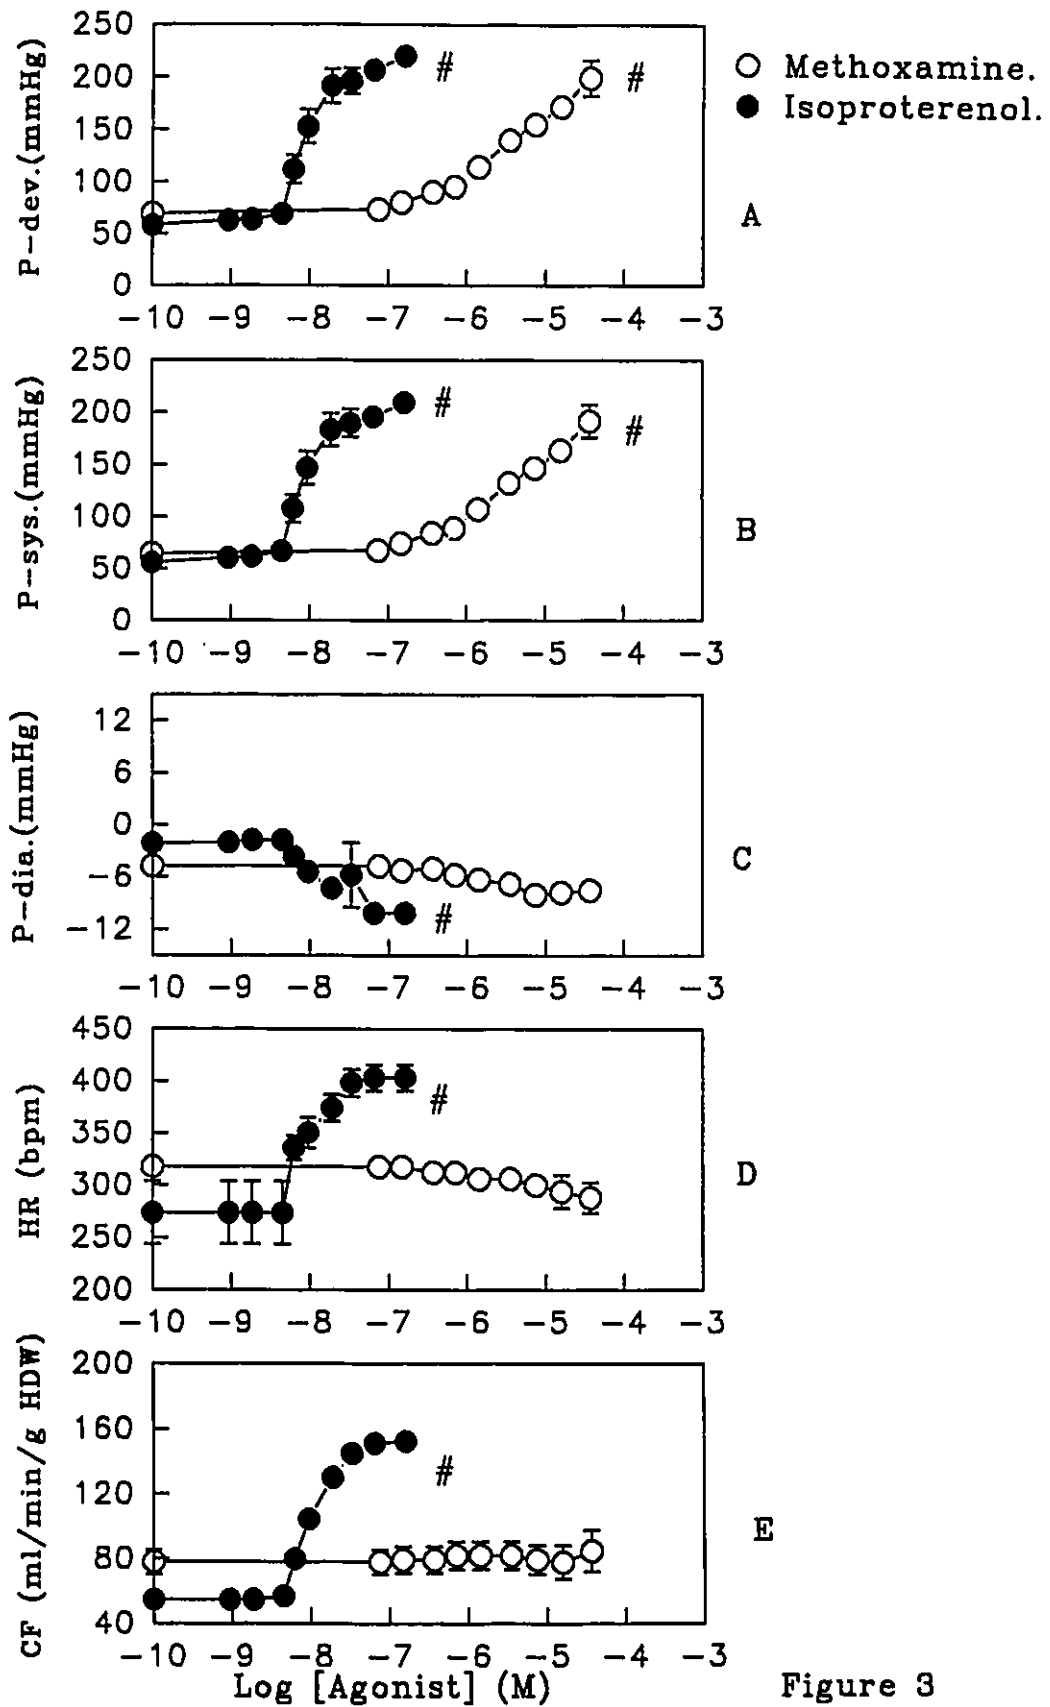 P-dev.(mmHg)
250
200
150
100
50
0
-10 -9 -8 -7 -6 -5 -4 -3
#
#
Methoxamine.
Isoproterenol.
A
P-sys.(mmHg)
250
200
150
100
50
0
-10 -9 -8 -7 -6 -5 -4 -3
#
#
B
P-dia.(mmHg)
12
6
0
-6
-12
-10 -9 -8 -7 -6 -5 -4 -3
#
C
HR (bpm)
450
400
350
300
250
200
-10 -9 -8 -7 -6 -5 -4 -3
#
D
CF (ml/min/g HDW)
200
160
120
80
40
-10 -9 -8 -7 -6 -5 -4 -3
#
E
Log [Agonist] (M)
Figure 3